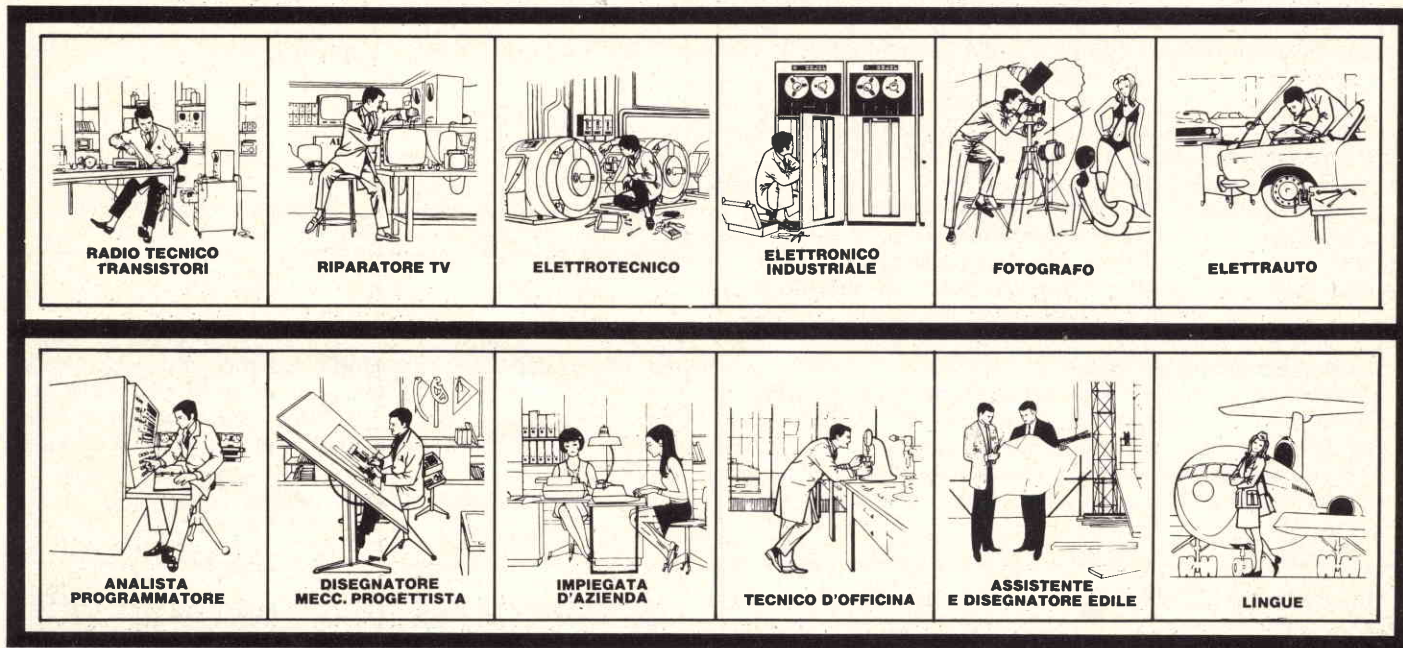 RADIO TECNICO
TRANSISTORI
RIPARATORE TV
ELETTROTECNICO
ELETTRONICO
INDUSTRIALE
FOTOGRAFO
ELETTRAUTO
ANALISTA
PROGRAMMATORE
DISEGNATORE
MECC. PROGETTISTA
IMPIEGATA
D'AZIENDA
TECNICO D'OFFICINA
ASSISTENTE
E DISEGNATORE EDILE
LINGUE